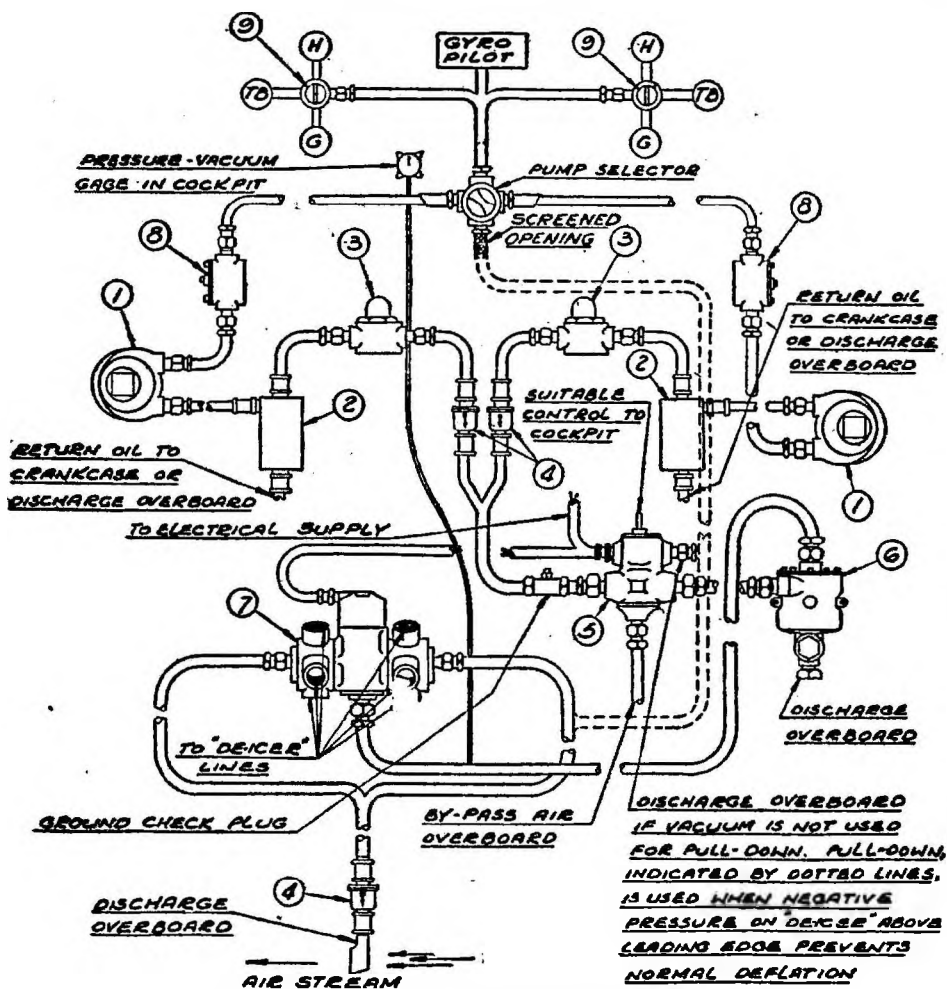 9
H
GYRO
PILOT
9
H
TB
TB
G
G
PRESSURE-VACUUM
GAGE IN COCKPIT
PUMP SELECTOR
SCREENED
OPENING
8
3
3
8
RETURN OIL
TO CRANKCASE
OR DISCHARGE
OVERBOARD
1
2
SUITABLE
CONTROL TO
COCKPIT
2
4
1
RETURN OIL TO
CRANKCASE OR
DISCHARGE OVERBOARD
TO ELECTRICAL SUPPLY
6
7
5
DISCHARGE
OVERBOARD
TO "DE-ICER"
LINES
GROUND CHECK PLUG
BY-PASS AIR
OVERBOARD
DISCHARGE OVERBOARD
IF VACUUM IS NOT USED
FOR PULL-DOWN. PULL-DOWN,
INDICATED BY DOTTED LINES,
IS USED WHEN NEGATIVE
PRESSURE ON "DE-ICER" ABOVE
LEADING EDGE PREVENTS
NORMAL DEFLATION
4
DISCHARGE
OVERBOARD
AIR STREAM